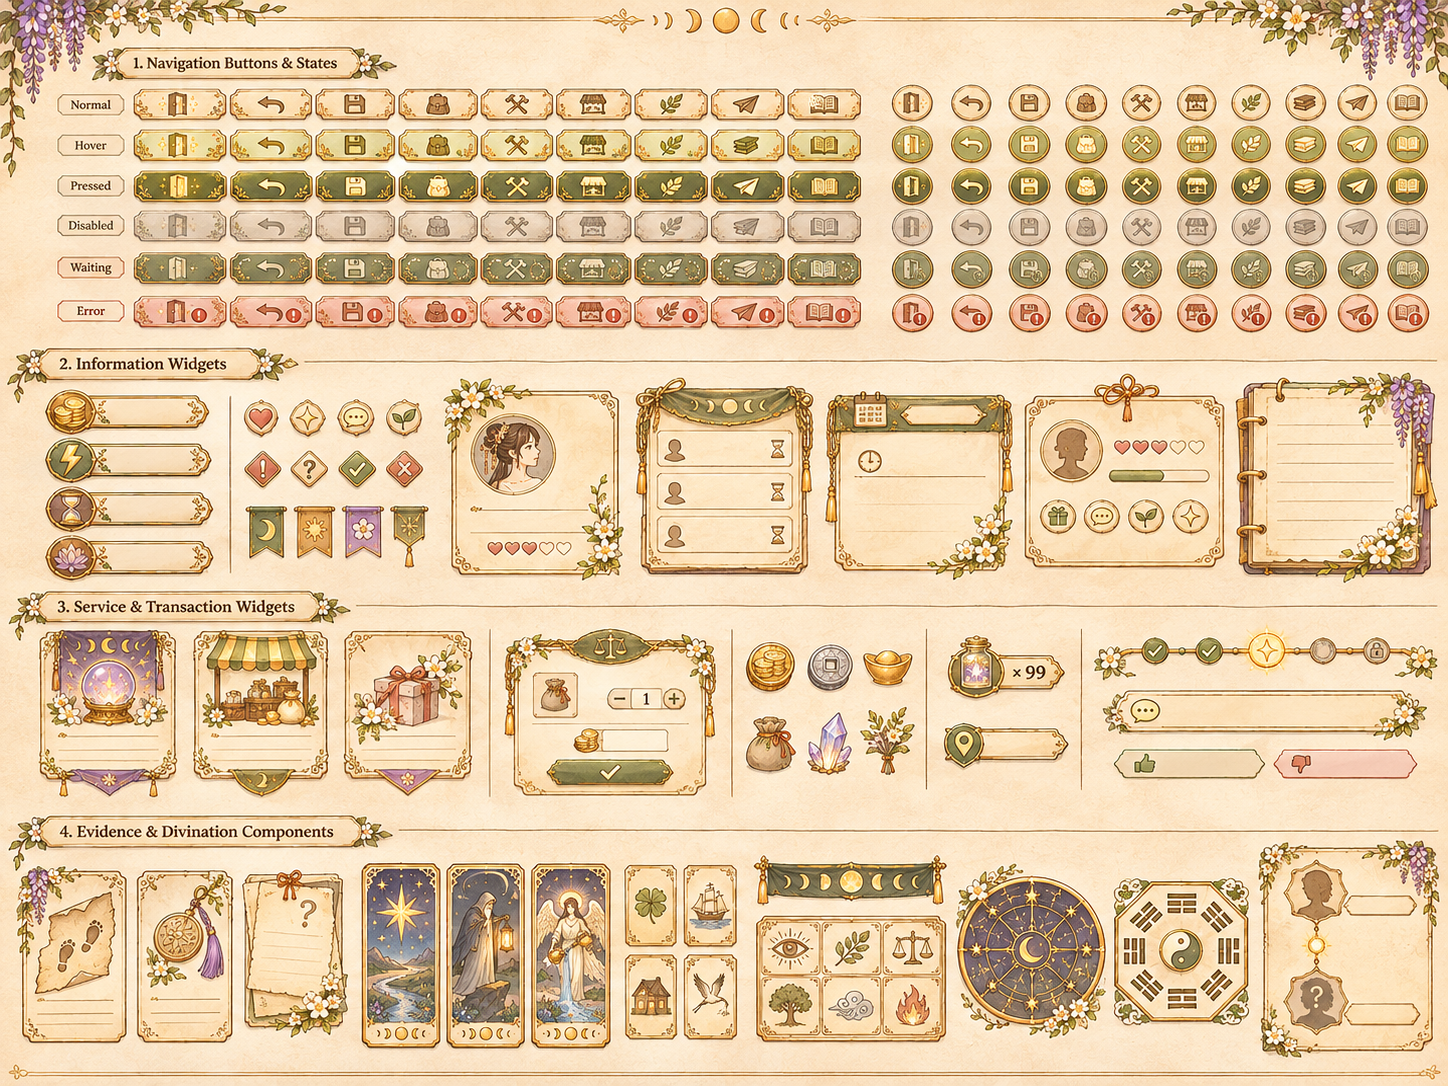 1. Navigation Buttons & States
Normal
Hover
Pressed
Disabled
Waiting
Error
2. Information Widgets
3. Service & Transaction Widgets
1
× 99
4. Evidence & Divination Components